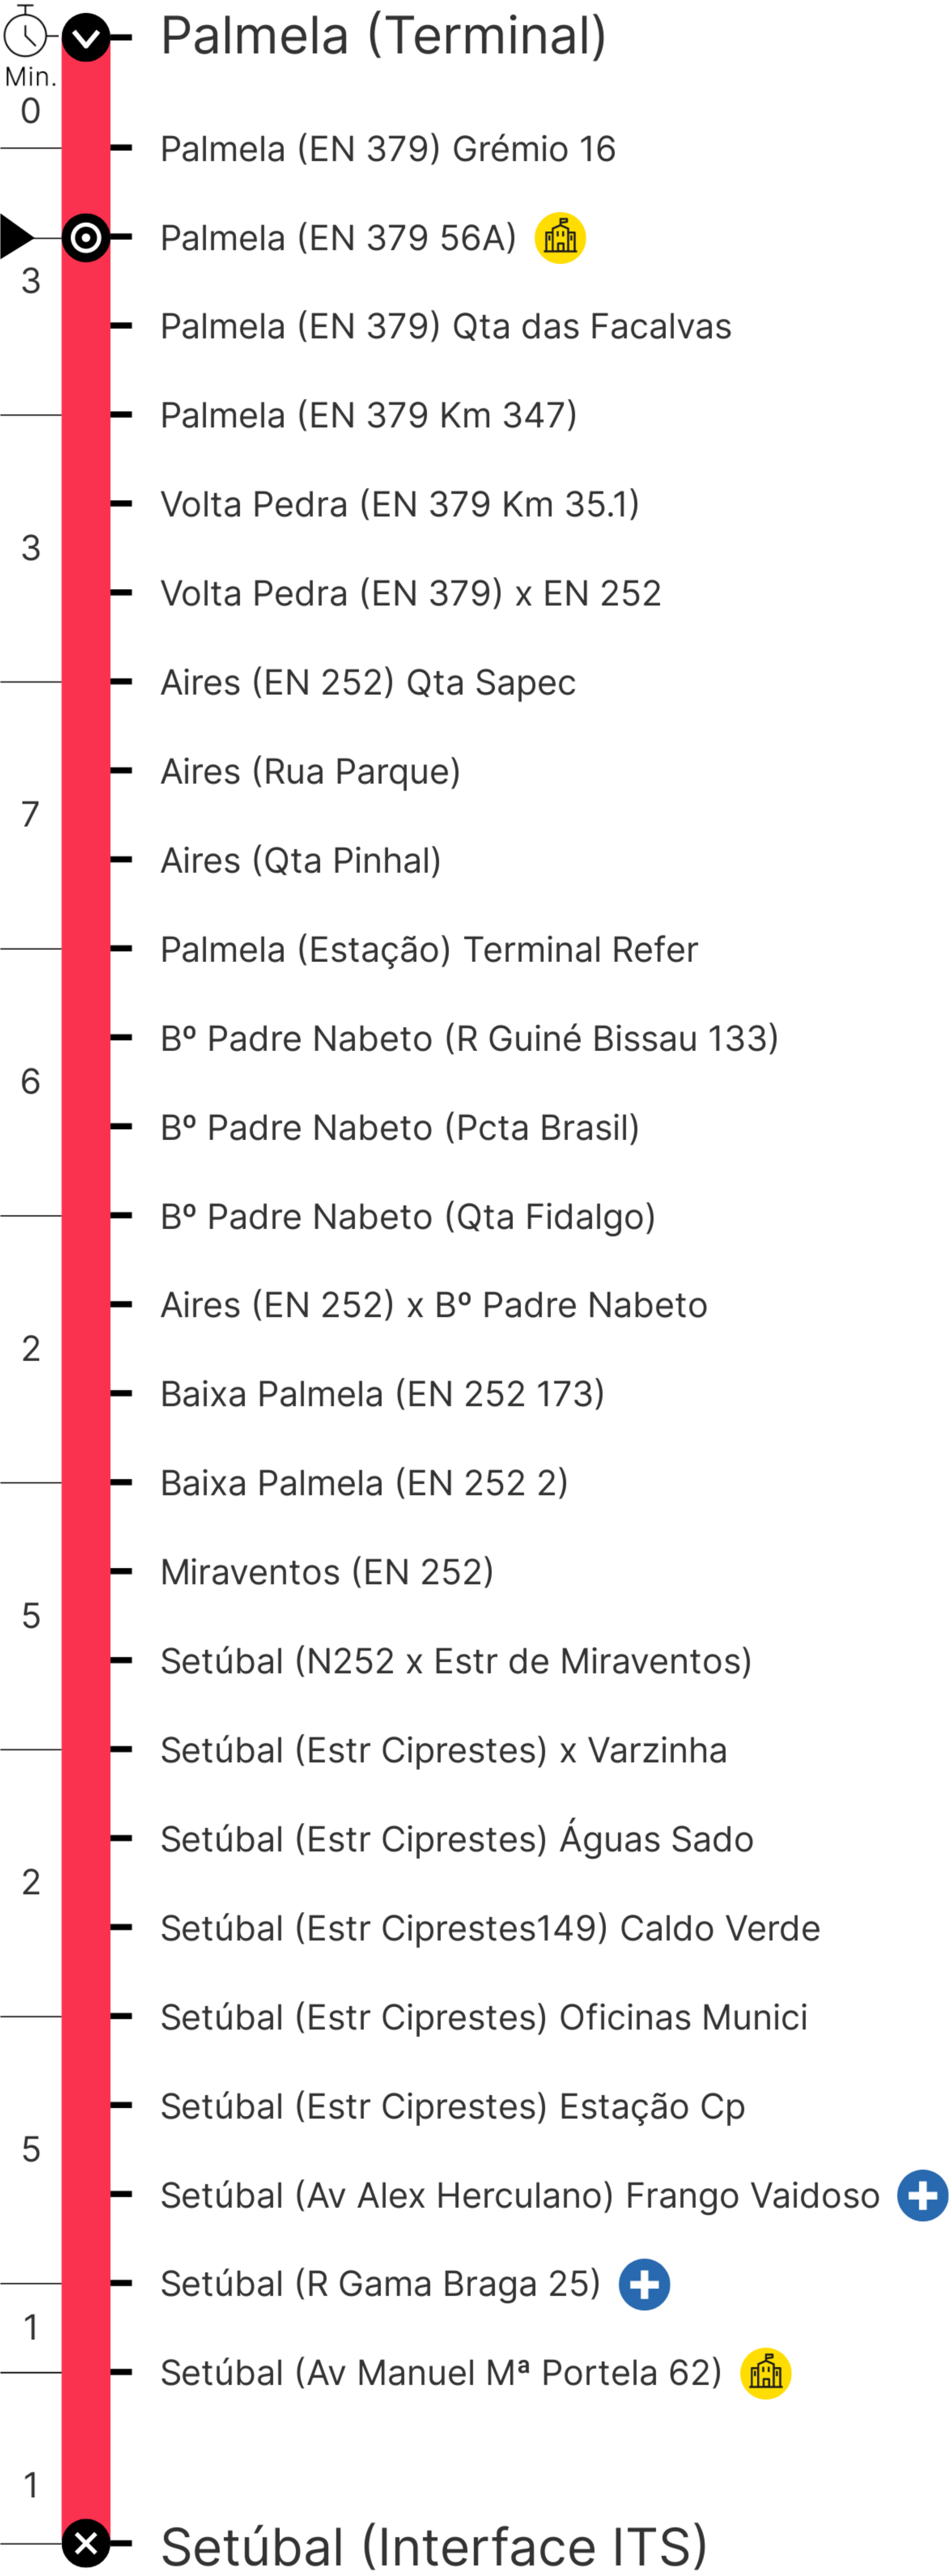 Palmela (Terminal)
Min.
0
Palmela (EN 379) Grémio 16
Palmela (EN 379 56A)
3
Palmela (EN 379) Qta das Facalvas
Palmela (EN 379 Km 347)
Volta Pedra (EN 379 Km 35.1)
3
Volta Pedra (EN 379) x EN 252
Aires (EN 252) Qta Sapec
Aires (Rua Parque)
7
Aires (Qta Pinhal)
Palmela (Estação) Terminal Refer
Bº Padre Nabeto (R Guiné Bissau 133)
6
Bº Padre Nabeto (Pcta Brasil)
Bº Padre Nabeto (Qta Fidalgo)
Aires (EN 252) x Bº Padre Nabeto
2
Baixa Palmela (EN 252 173)
Baixa Palmela (EN 252 2)
Miraventos (EN 252)
5
Setúbal (N252 x Estr de Miraventos)
Setúbal (Estr Ciprestes) x Varzinha
Setúbal (Estr Ciprestes) Águas Sado
2
Setúbal (Estr Ciprestes149) Caldo Verde
Setúbal (Estr Ciprestes) Oficinas Munici
Setúbal (Estr Ciprestes) Estação Cp
5
Setúbal (Av Alex Herculano) Frango Vaidoso
Setúbal (R Gama Braga 25)
1
Setúbal (Av Manuel Mª Portela 62)
1
Setúbal (Interface ITS)